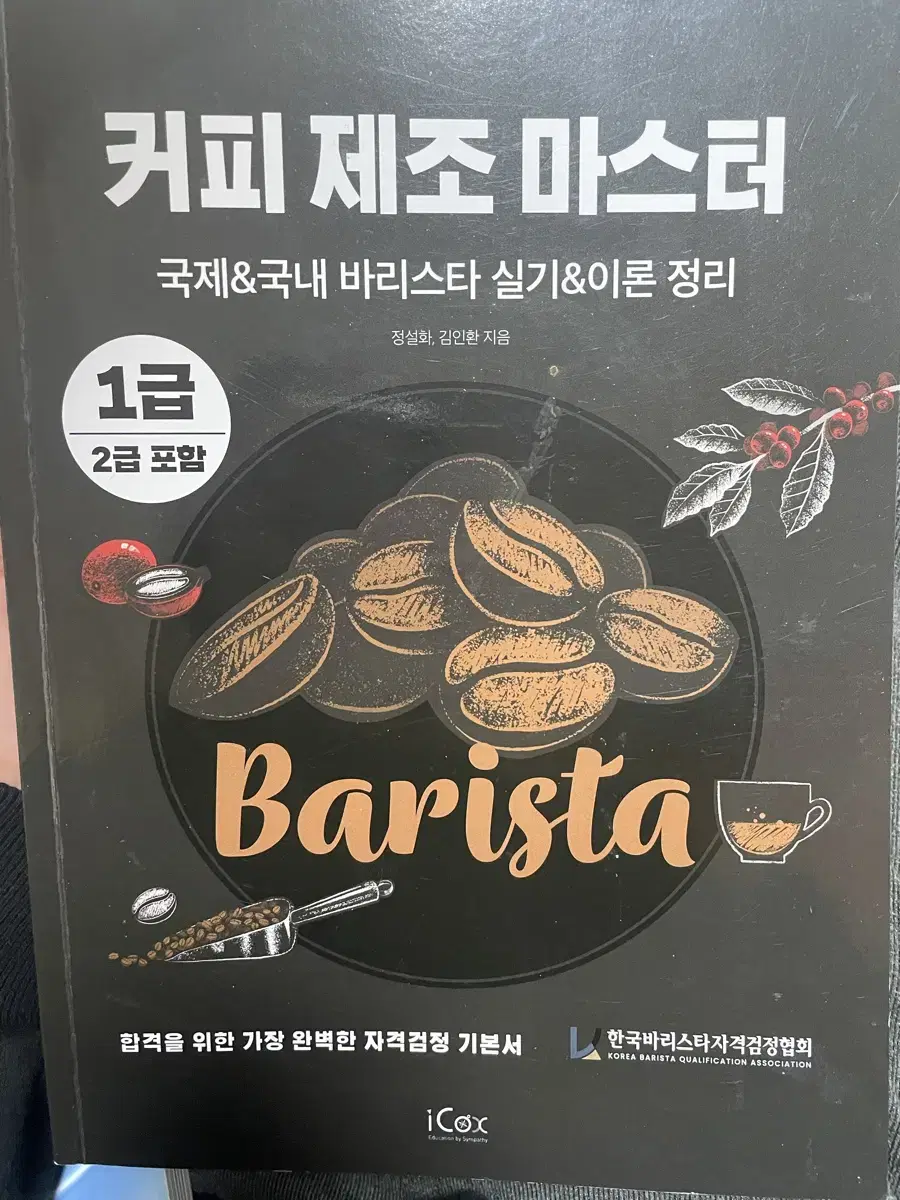 커피 제조 마스터
국제&국내 바리스타 실기&이론 정리
정설화, 김인환 지음
1급
2급 포함
Barista
합격을 위한 가장 완벽한 자격검정 기본서
한국바리스타자격검정협회
KOREA BARISTA QUALIFICATION ASSOCIATION
iCox
Education by Sympathy